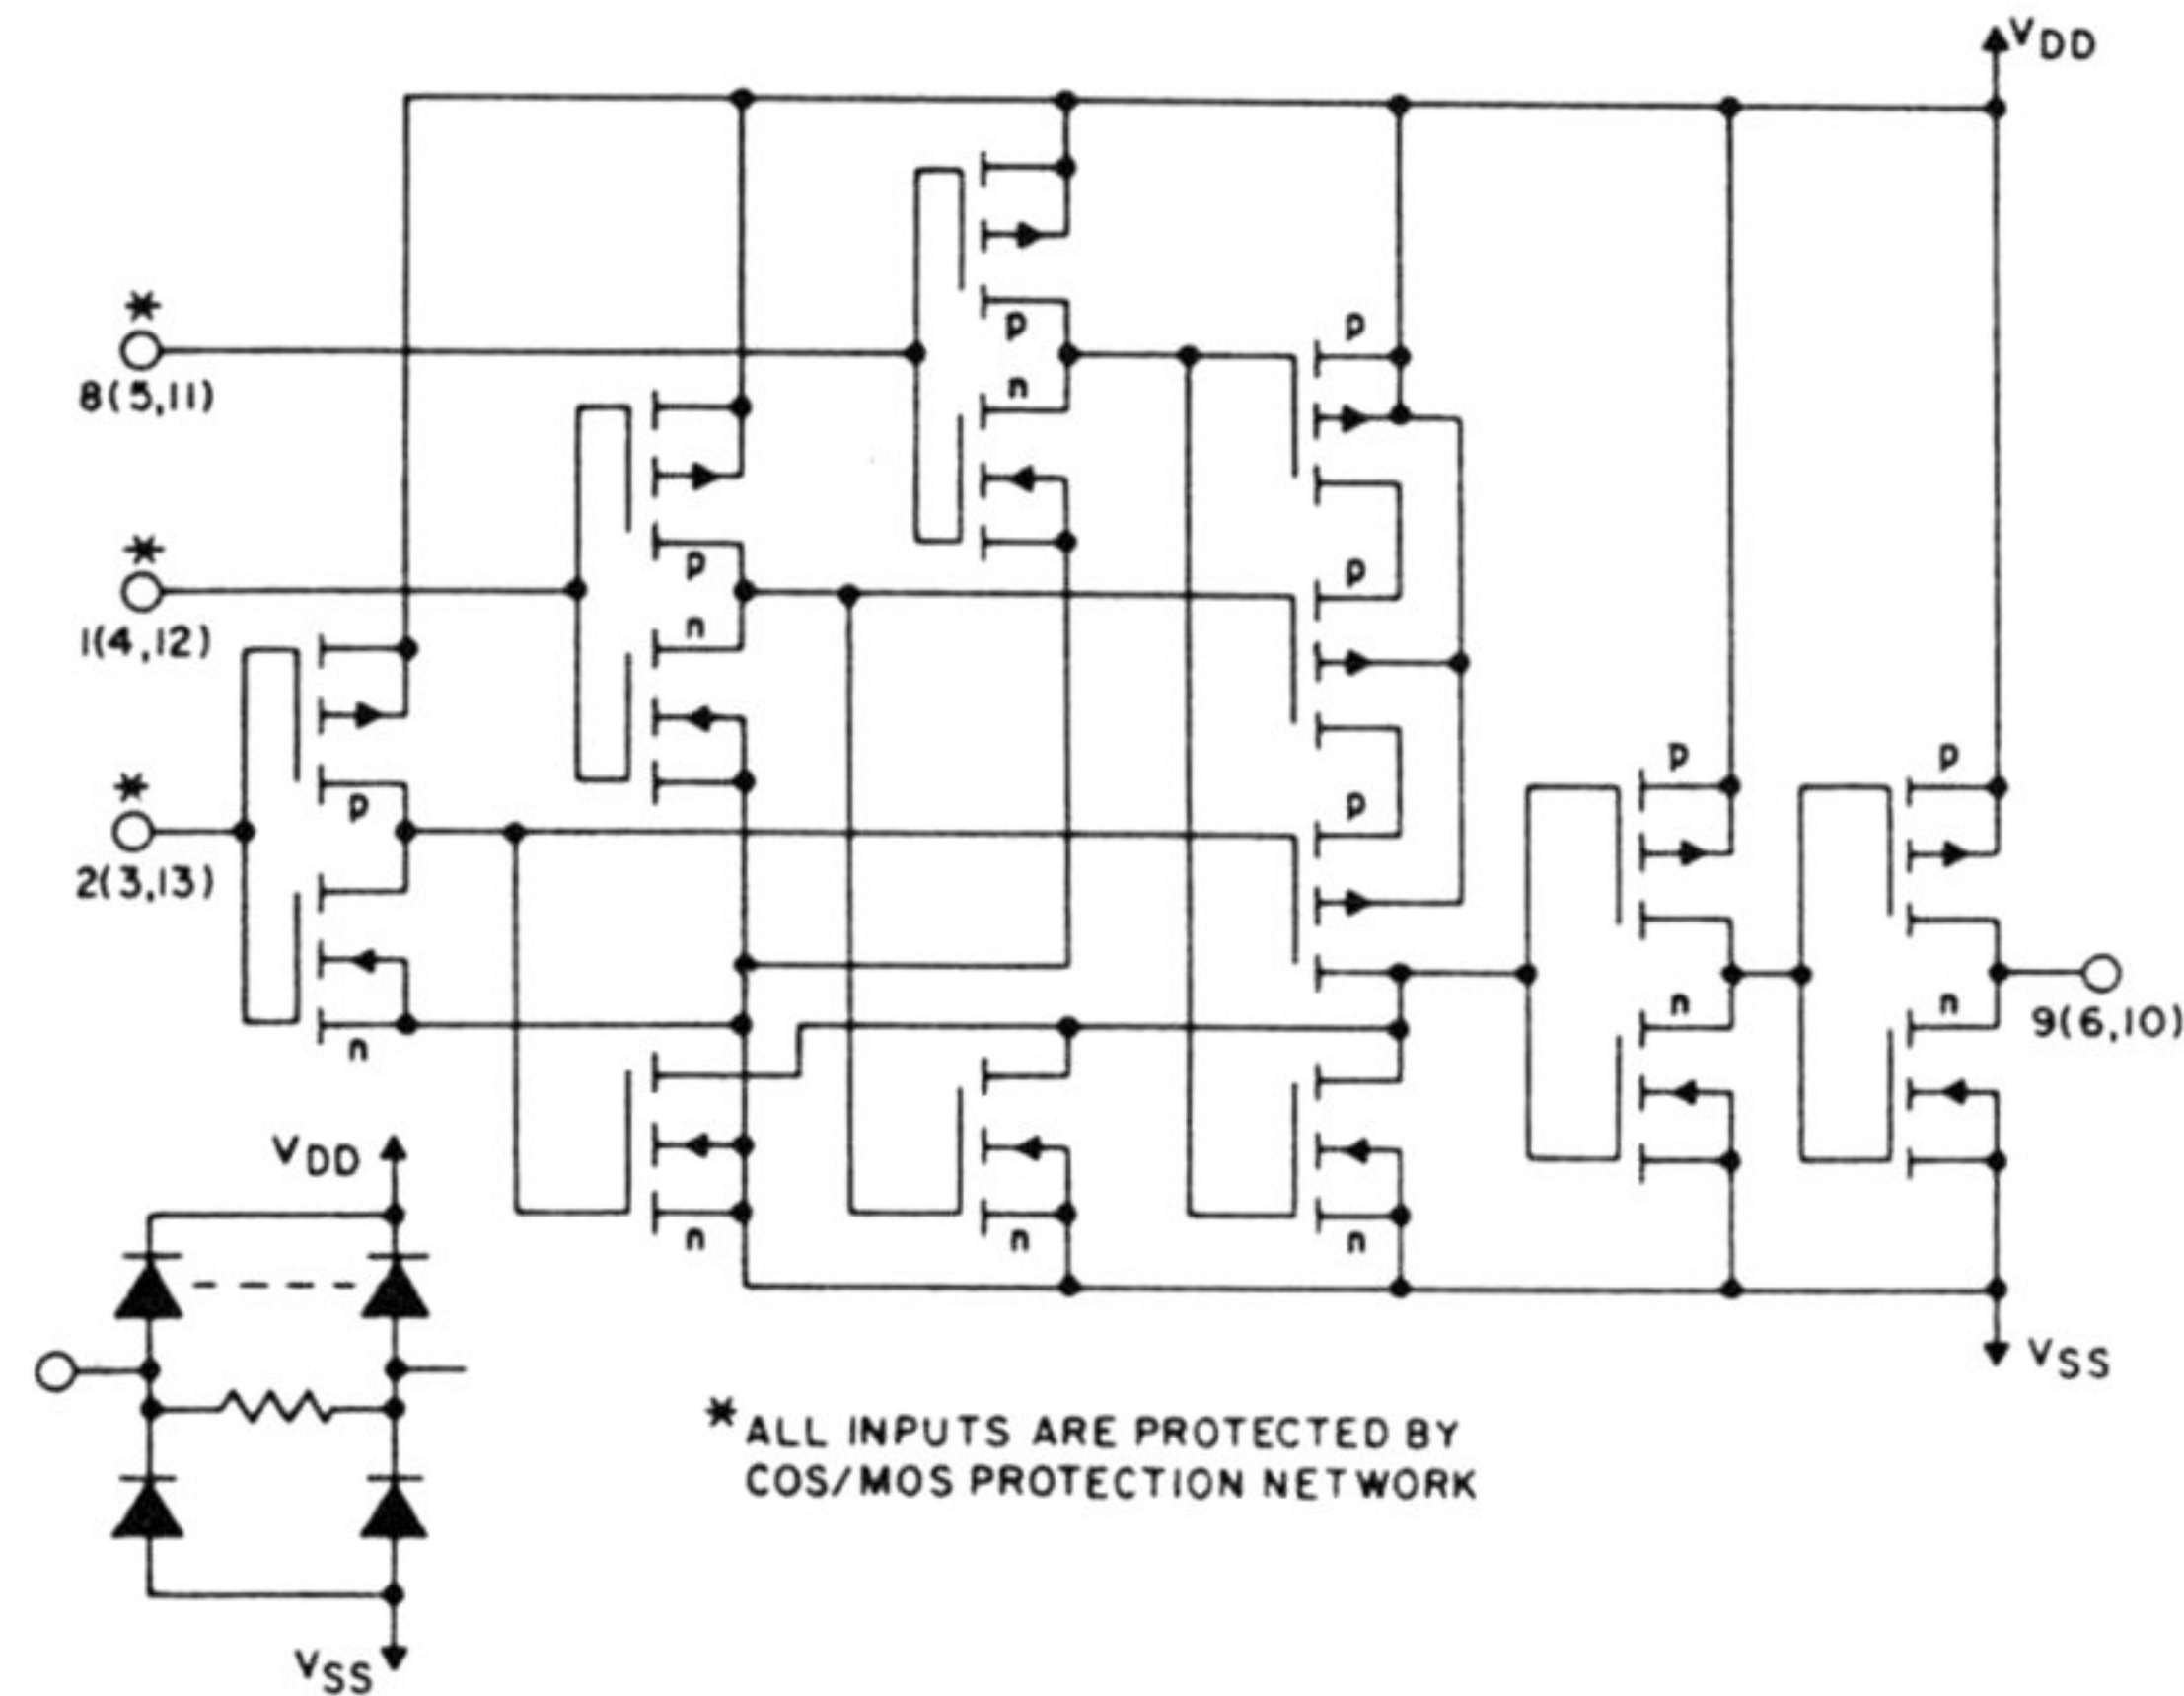 VDD
*
8(5,11)
p
n
p
*
1(4,12)
p
n
p
*
2(3,13)
p
n
p
p
n
p
n
9(6,10)
n
n
n
VDD
VSS
VSS
* ALL INPUTS ARE PROTECTED BY
COS/MOS PROTECTION NETWORK